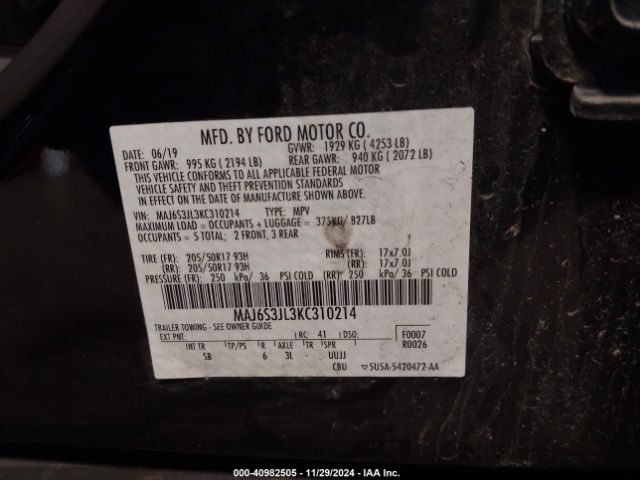 MFD. BY FORD MOTOR CO.
DATE: 06/19 GVWR: 1929 KG ( 4253 LB)
FRONT GAWR: 995 KG ( 2194 LB) REAR GAWR: 940 KG ( 2072 LB)
THIS VEHICLE CONFORMS TO ALL APPLICABLE FEDERAL MOTOR
VEHICLE SAFETY AND THEFT PREVENTION STANDARDS
IN EFFECT ON THE DATE OF MANUFACTURE SHOWN ABOVE.
VIN: MAJ6S3JL3KC310214 TYPE: MPV
MAXIMUM LOAD = OCCUPANTS + LUGGAGE = 375KG/ 827LB
OCCUPANTS = 5 TOTAL; 2 FRONT, 3 REAR
TIRE (FR): 205/50R17 93H RIMS (FR): 17x7.0J
(RR): 205/50R17 93H (RR): 17x7.0J
PRESSURE (FR): 250 kPa/ 36 PSI COLD (RR): 250 kPa/ 36 PSI COLD
MAJ6S3JL3KC310214
TRAILER TOWING - SEE OWNER GUIDE
EXT PNT: RC: 41 DSO: F0007
R0026
INT TR TP/PS R AXLE TR SPR
SB 6 3L UUJJ
CBU ▽5U5A-S420472-AA
000-40982505 - 11/29/2024 - IAA Inc.